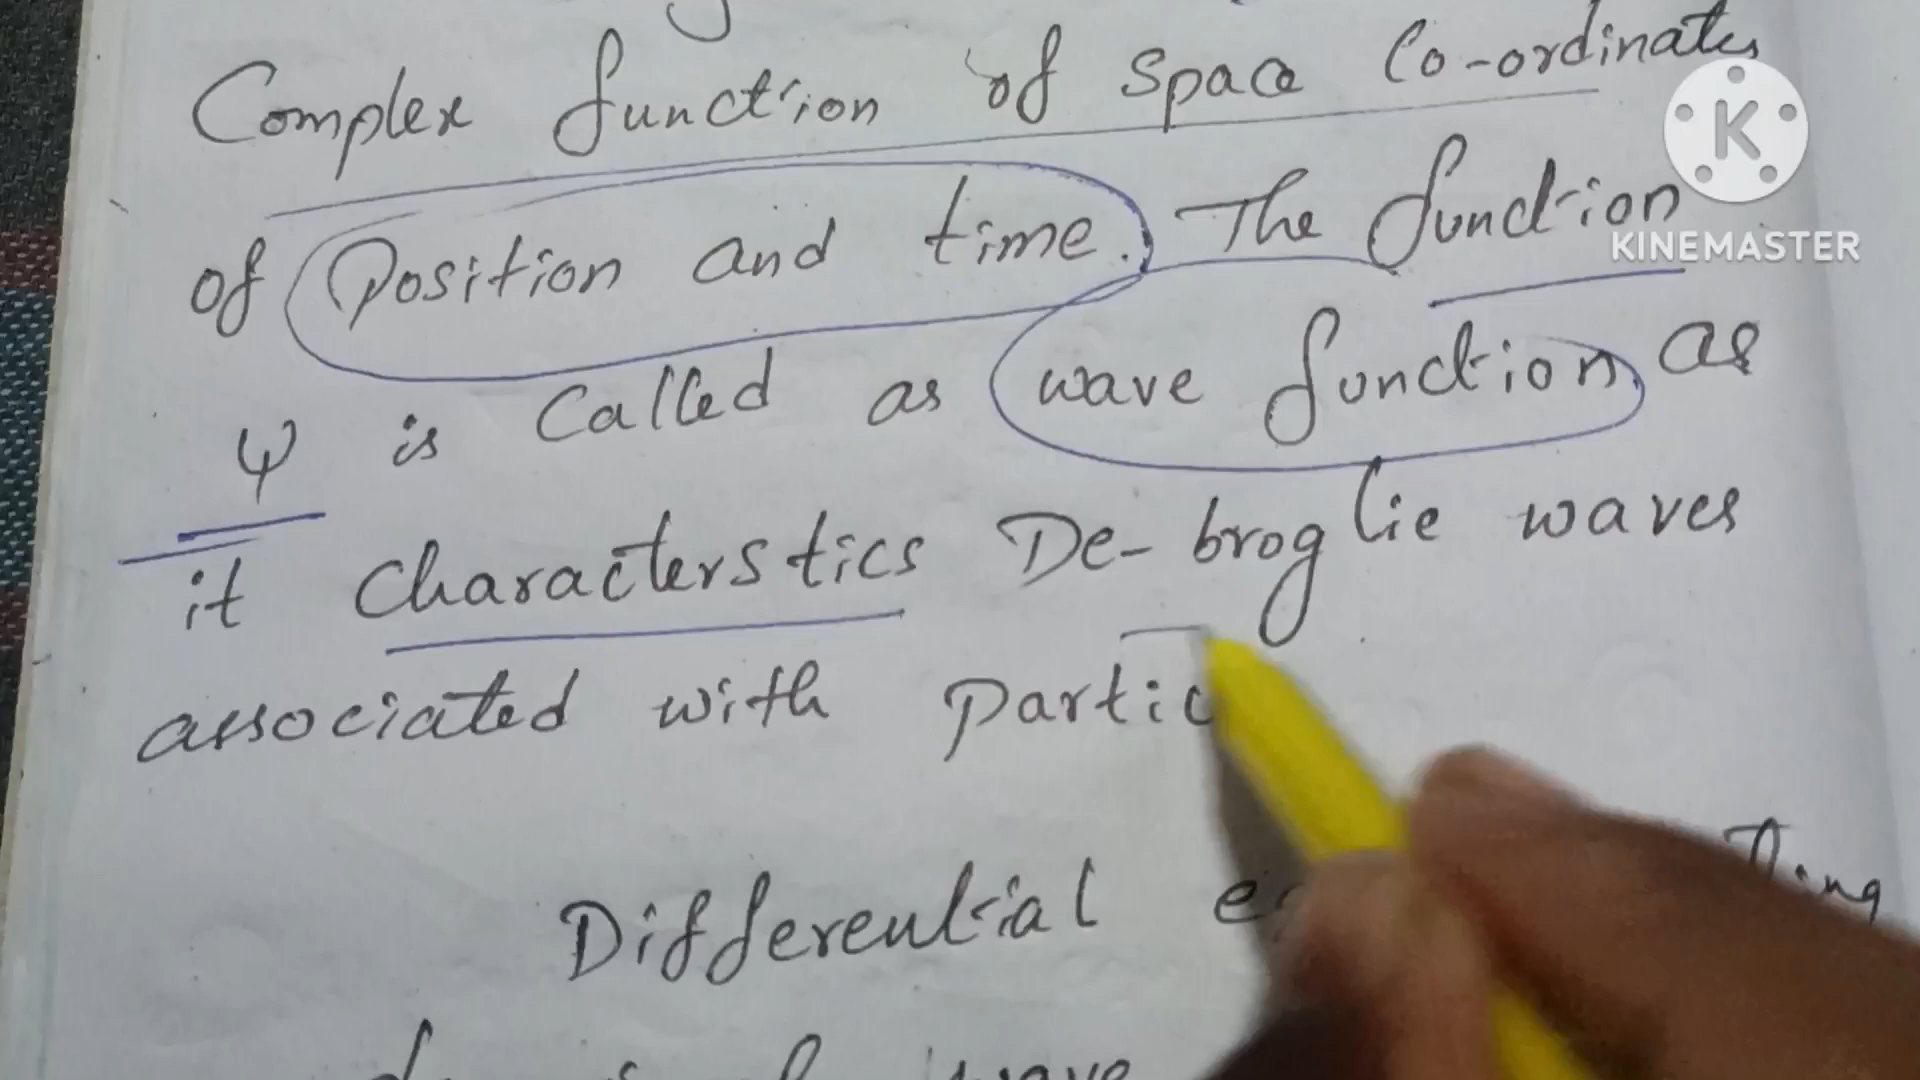 Complex function of space Co-ordinates
of Position and time. The function
ψ is called as wave function as
it Characterstics De-broglie waves
associated with
Differential
wave
KINEMASTER